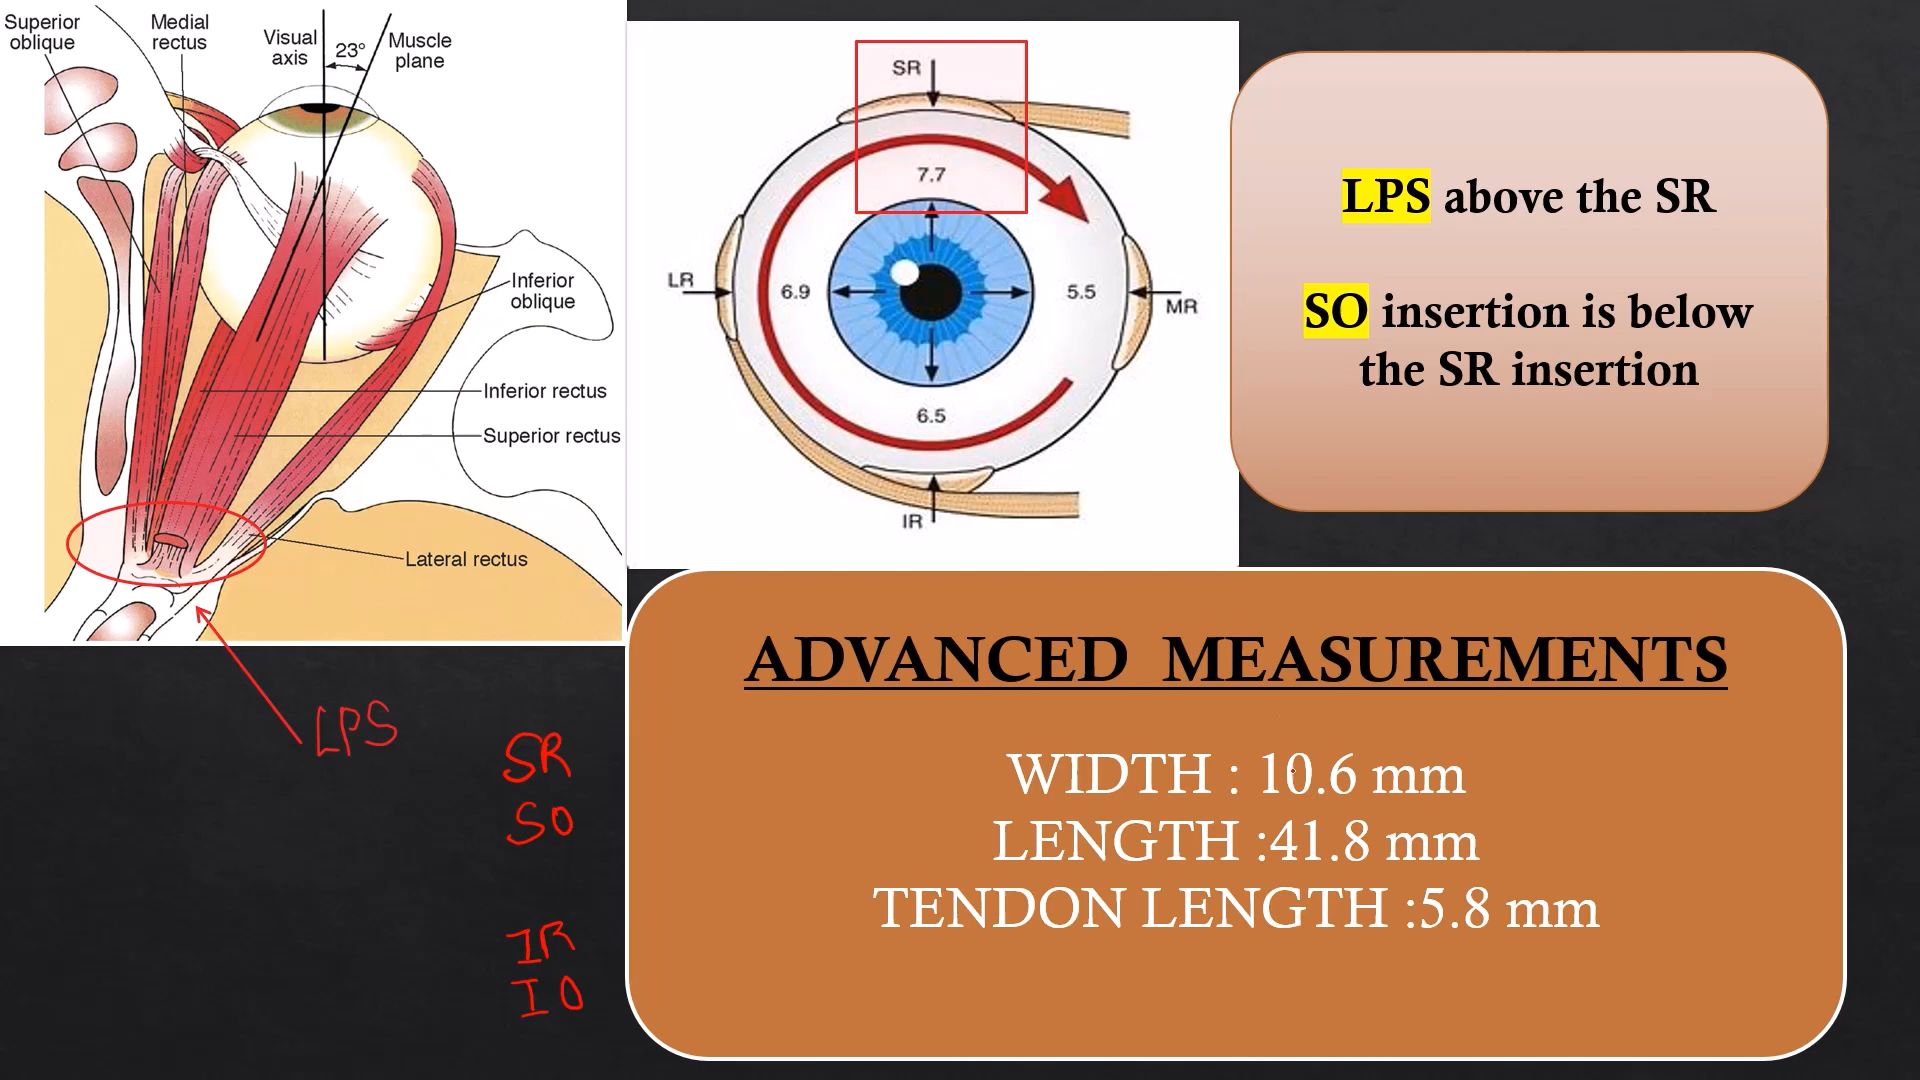 Superior
oblique
Medial
rectus
Visual
axis
23°
Muscle
plane
Inferior
oblique
Inferior rectus
Superior rectus
Lateral rectus
SR
7.7
LR
6.9
5.5
MR
6.5
IR
LPS above the SR
SO insertion is below
the SR insertion
LPS
SR
SO
IR
IO
ADVANCED MEASUREMENTS
WIDTH : 10.6 mm
LENGTH :41.8 mm
TENDON LENGTH :5.8 mm